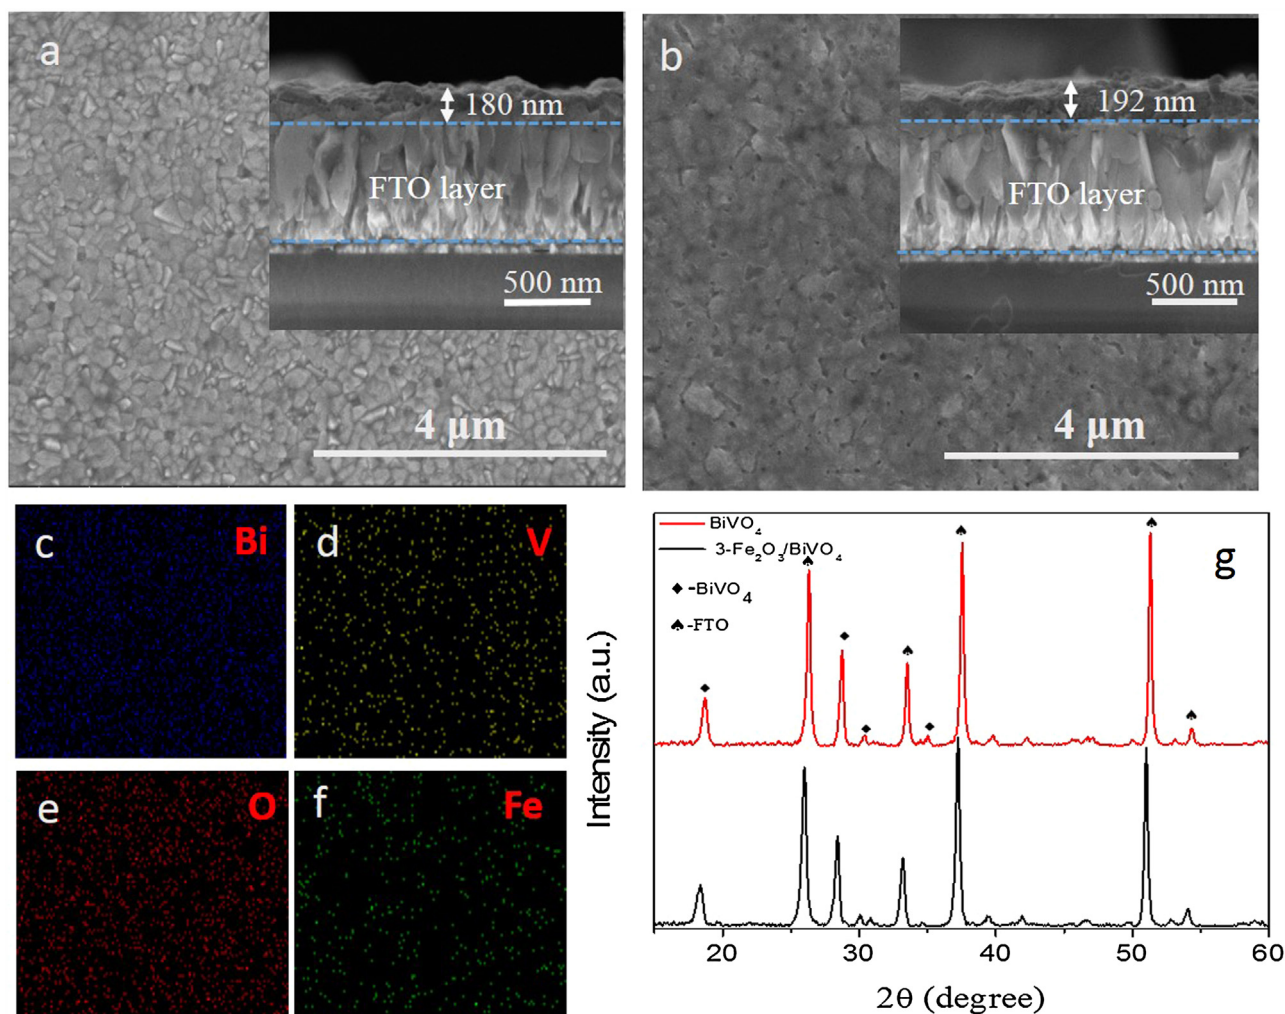 a
180 nm
FTO layer
500 nm
4 μm
b
192 nm
FTO layer
500 nm
4 μm
c
Bi
d
V
e
O
f
Fe
g
BiVO₄
3-Fe₂O₃/BiVO₄
-BiVO₄
-FTO
Intensity (a.u.)
20 30 40 50 60
2θ (degree)